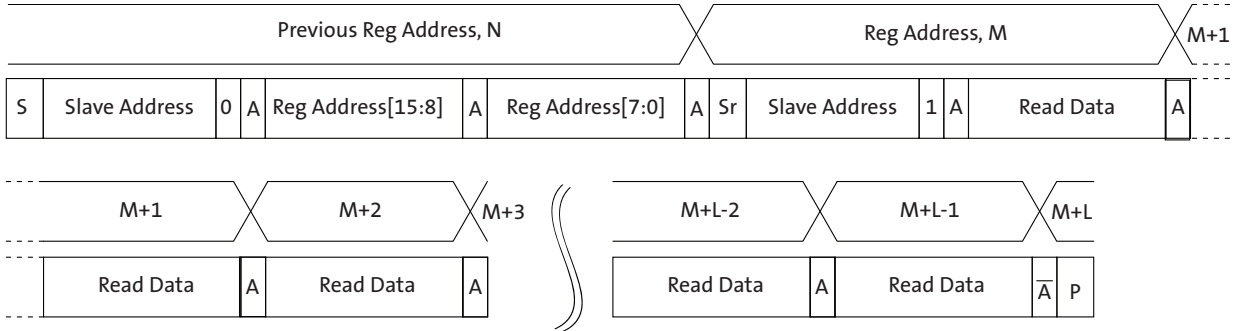 Previous Reg Address, N Reg Address, M M+1
S Slave Address 0 A Reg Address[15:8] A Reg Address[7:0] A Sr Slave Address 1 A Read Data A
M+1 M+2 M+3 M+L-2 M+L-1 M+L
Read Data A Read Data A Read Data A Read Data A̅ P